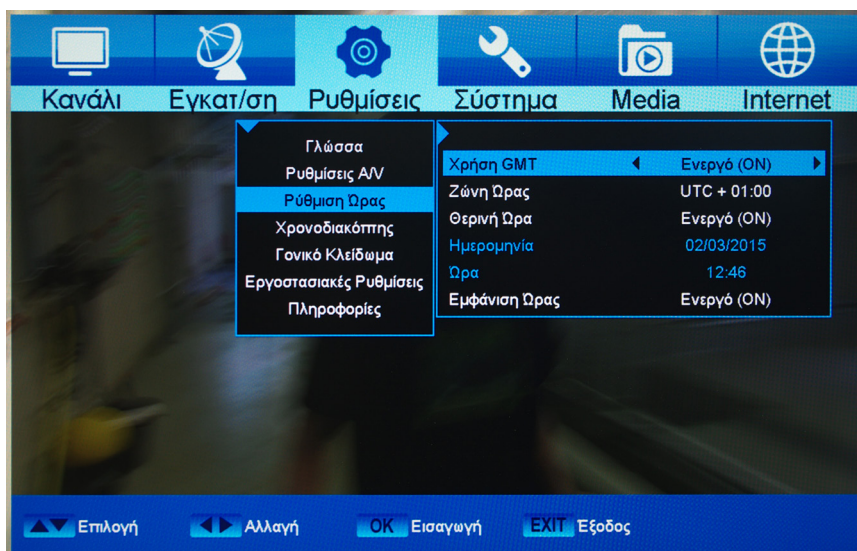 Κανάλι Εγκατ/ση Ρυθμίσεις Σύστημα Media Internet
Γλώσσα
Ρυθμίσεις A/V
Ρύθμιση Ώρας
Χρονοδιακόπτης
Γονικό Κλείδωμα
Εργοστασιακές Ρυθμίσεις
Πληροφορίες
Χρήση GMT Ενεργό (ON)
Ζώνη Ώρας UTC + 01:00
Θερινή Ώρα Ενεργό (ON)
Ημερομηνία 02/03/2015
Ώρα 12:46
Εμφάνιση Ώρας Ενεργό (ON)
Επιλογή Αλλαγή OK Εισαγωγή EXIT Έξοδος